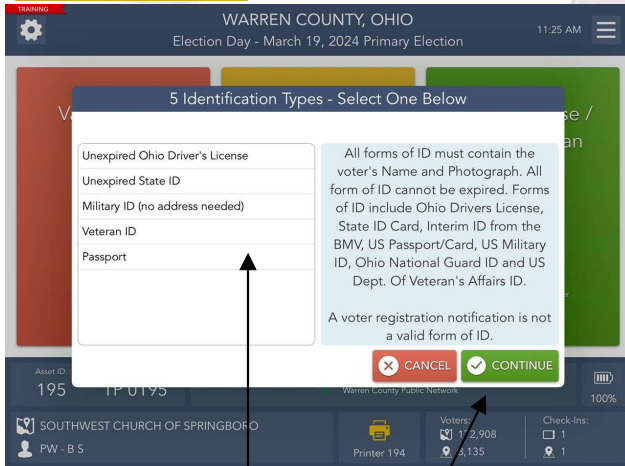 TRAINING
WARREN COUNTY, OHIO
Election Day - March 19, 2024 Primary Election
11:25 AM
5 Identification Types - Select One Below
Unexpired Ohio Driver's License
Unexpired State ID
Military ID (no address needed)
Veteran ID
Passport
All forms of ID must contain the
voter's Name and Photograph. All
form of ID cannot be expired. Forms
of ID include Ohio Drivers License,
State ID Card, Interim ID from the
BMV, US Passport/Card, US Military
ID, Ohio National Guard ID and US
Dept. Of Veteran's Affairs ID.
A voter registration notification is not
a valid form of ID.
CANCEL
CONTINUE
Asset ID:
195
TP 0195
Warren County Public Network
100%
SOUTHWEST CHURCH OF SPRINGBORO
PW - B S
Printer 194
Voters:
3,135
Check-Ins:
1
1